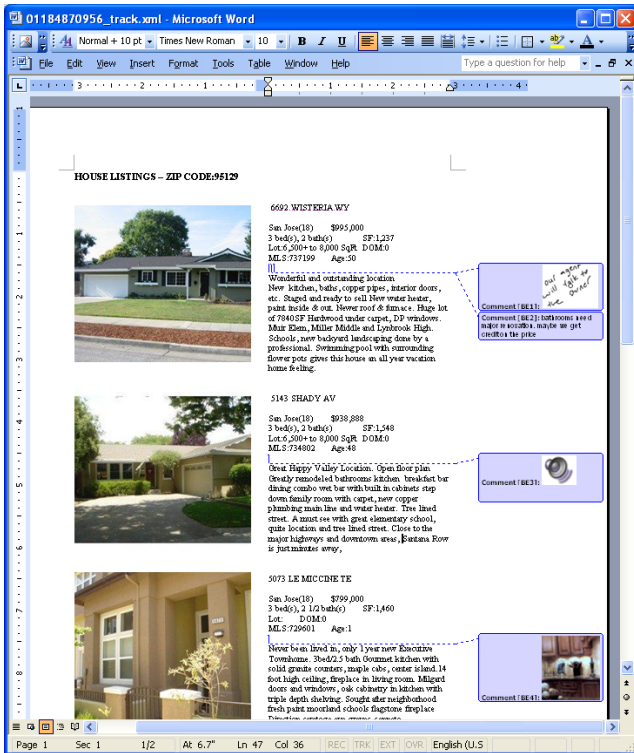 01184870956_track.xml - Microsoft Word
Normal + 10 pt Times New Roman 10 B I U
File Edit View Insert Format Tools Table Window Help Type a question for help
HOUSE LISTINGS – ZIP CODE:95129
6692.WISTERIA.WY
San Jose(18) $995,000
3 bed(s), 2 bath(s) SF:1,237
Lot:6,500+ to 8,000 SqFt DOM:0
MLS:737199 Age:50
Wonderful and outstanding location
New kitchen, baths, copper pipes, interior doors,
etc. Staged and ready to sell New water heater,
paint inside & out. Newer roof & furnace. Huge lot
of 7840SF Hardwood under carpet, DP windows.
Muir Elem, Miller Middle and Lynbrook High.
Schools, new backyard landscaping done by a
professional. Swimming pool with surrounding
flower pots gives this house an all year vacation
home feeling.
our agent
will talk to
the owner
Comment [BE1]:
Comment [BE2]: bathrooms need
major renovation. maybe we get
credit on the price
5143 SHADY AV
San Jose(18) $938,888
3 bed(s), 2 bath(s) SF:1,548
Lot:6,500+ to 8,000 SqFt DOM:0
MLS:734802 Age:48
Great Happy Valley Location. Open floor plan
Greatly remodeled bathrooms kitchen breakfast bar
dining combo wet bar with built in cabinets step
down family room with carpet, new copper
plumbing main line and water heater. Tree lined
street. A must see with great elementary school,
quite location and tree lined street. Close to the
major highways and downtown areas, Santana Row
is just minutes away,
Comment [BE3]:
5073 LE MICCINE TE
San Jose(18) $799,000
3 bed(s), 2 1/2 bath(s) SF:1,460
Lot: DOM:0
MLS:729601 Age:1
Never been lived in, only 1 year new Executive
Townhome. 3bed/2.5 bath Gourmet kitchen with
solid granite counters, maple cabs, center island.14
foot high ceiling, fireplace in living room. Milgard
doors and windows, oak cabinetry in kitchen with
triple depth shelving. Sought after neighborhood
fresh paint moorland schools flagstone fireplace
Comment [BE4]:
Page 1 Sec 1 1/2 At 6.7" Ln 47 Col 36 REC TRK EXT OVR English (U.S